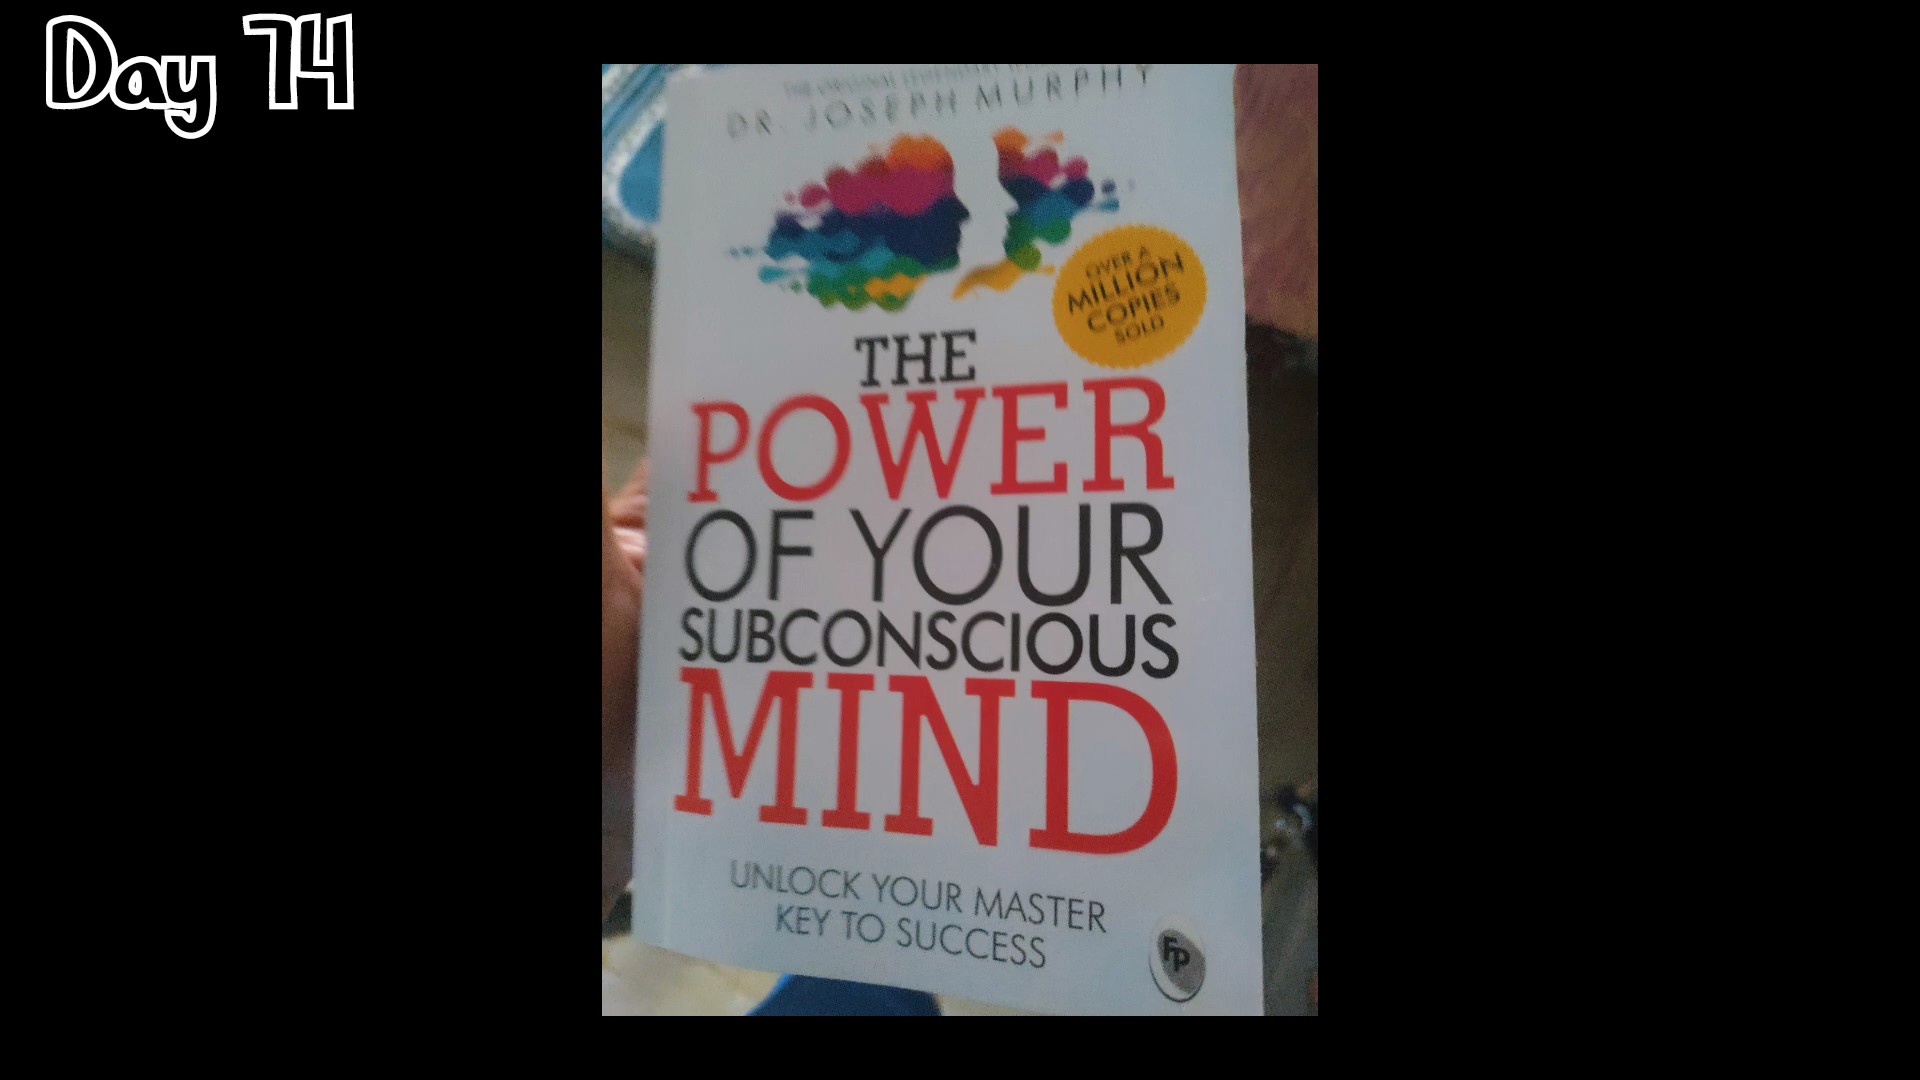 Day 74
DR. JOSEPH MURPHY
OVER A
MILLION
COPIES
SOLD
THE
POWER
OF YOUR
SUBCONSCIOUS
MIND
UNLOCK YOUR MASTER
KEY TO SUCCESS
FP